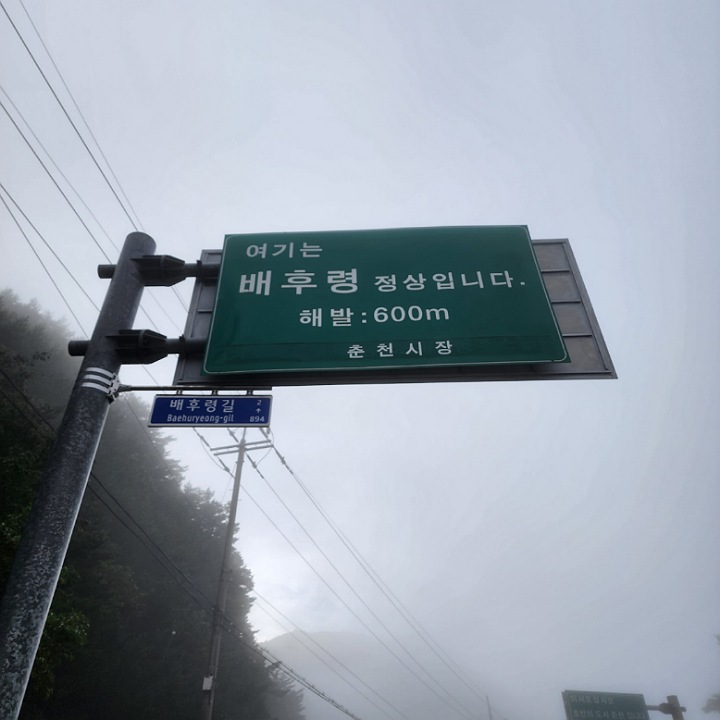 여기는
배후령 정상입니다.
해발:600m
춘천시장
배후령길
Baehuryeong-gil
2
894